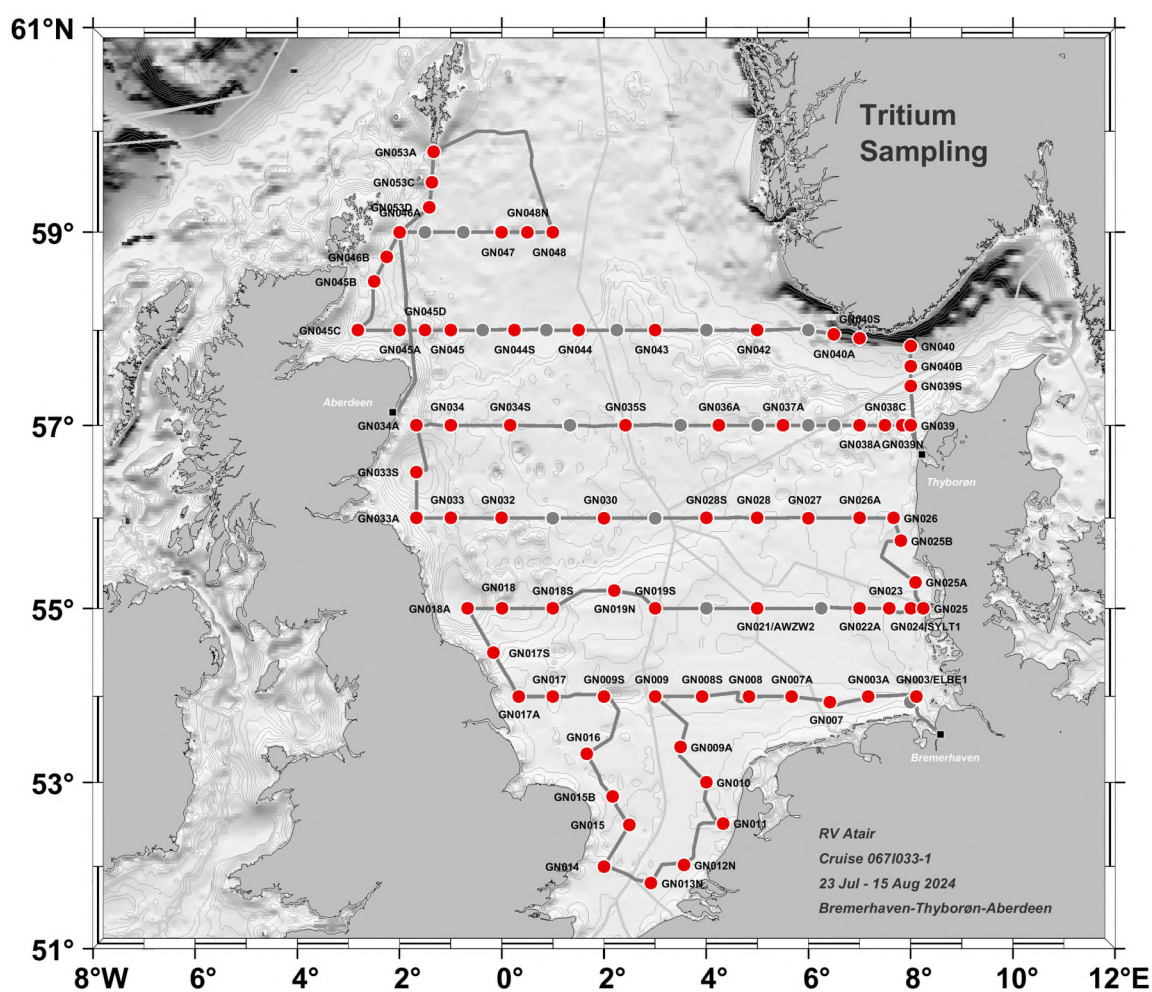 61°N
Tritium
Sampling
GN053A
GN053C
GN053D
GN046A
GN048N
59°
GN047
GN048
GN046B
GN045B
GN045D
GN040S
GN045C
GN045A
GN045
GN044S
GN044
GN043
GN042
GN040A
GN040
GN040B
GN039S
Aberdeen
GN034
GN034S
GN035S
GN036A
GN037A
GN038C
57°
GN034A
GN039
GN038A
GN039N
GN033S
Thyborøn
GN033
GN032
GN030
GN028S
GN028
GN027
GN026A
GN033A
GN026
GN025B
GN025A
GN018
GN018S
GN019S
GN023
55°
GN018A
GN019N
GN025
GN021/AWZW2
GN022A
GN024/SYLT1
GN017S
GN017
GN009S
GN009
GN008S
GN008
GN007A
GN003A
GN003/ELBE1
GN017A
GN007
GN016
GN009A
Bremerhaven
53°
GN010
GN015B
GN015
GN011
RV Atair
Cruise 067I033-1
GN014
GN012N
GN013N
23 Jul - 15 Aug 2024
Bremerhaven-Thyborøn-Aberdeen
51°
8°W
6°
4°
2°
0°
2°
4°
6°
8°
10°
12°E